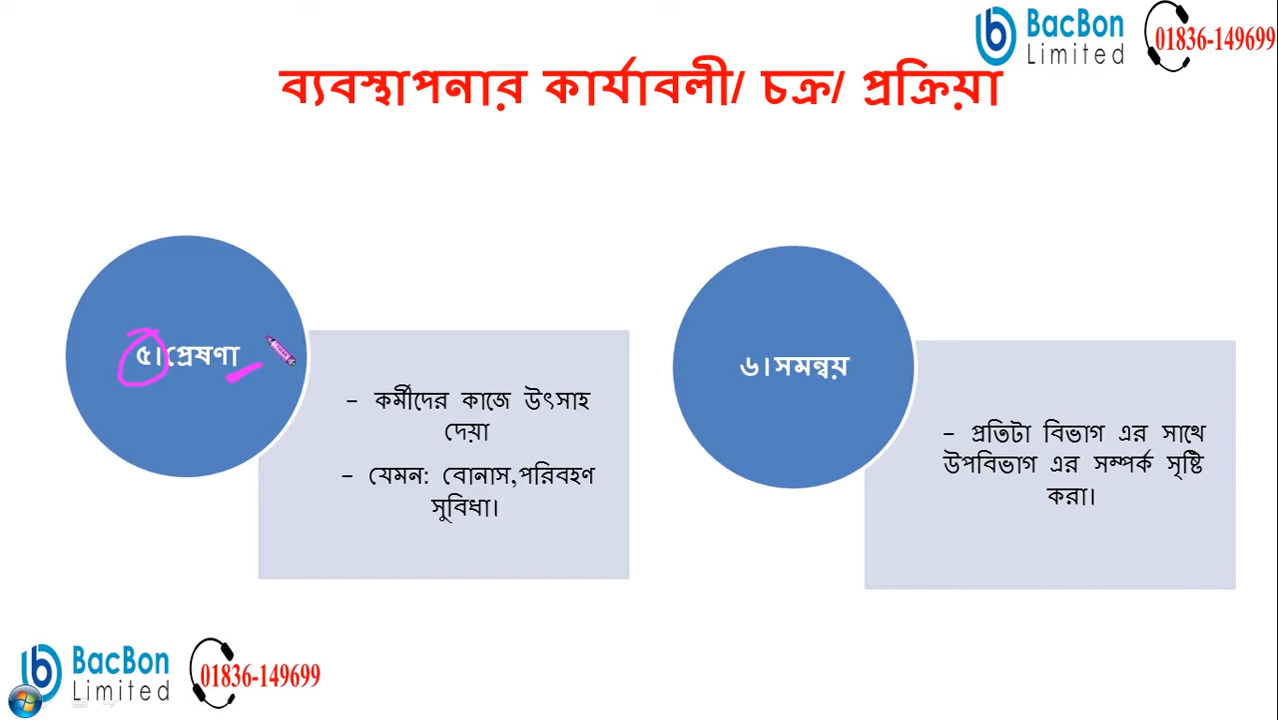 BacBon
Limited
01836-149699
ব্যবস্থাপনার কার্যাবলী/ চক্র/ প্রক্রিয়া
৫।প্রেষণা
– কর্মীদের কাজে উৎসাহ
দেয়া
– যেমন: বোনাস,পরিবহণ
সুবিধা।
৬।সমন্বয়
– প্রতিটা বিভাগ এর সাথে
উপবিভাগ এর সম্পর্ক সৃষ্টি
করা।
BacBon
Limited
01836-149699